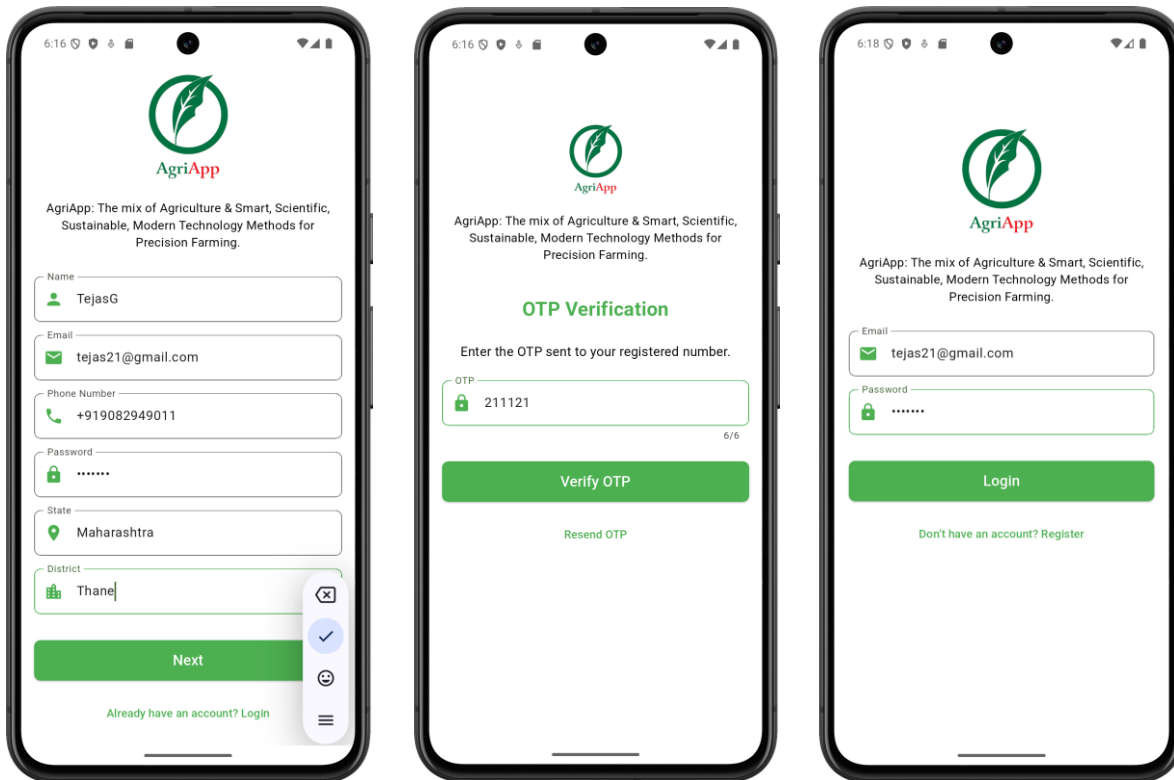 6:16
AgriApp
AgriApp: The mix of Agriculture & Smart, Scientific,
Sustainable, Modern Technology Methods for
Precision Farming.
Name
TejasG
Email
tejas21@gmail.com
Phone Number
+919082949011
Password
•••••••
State
Maharashtra
District
Thane
Next
Already have an account? Login
6:16
AgriApp
AgriApp: The mix of Agriculture & Smart, Scientific,
Sustainable, Modern Technology Methods for
Precision Farming.
OTP Verification
Enter the OTP sent to your registered number.
OTP
211121
6/6
Verify OTP
Resend OTP
6:18
AgriApp
AgriApp: The mix of Agriculture & Smart, Scientific,
Sustainable, Modern Technology Methods for
Precision Farming.
Email
tejas21@gmail.com
Password
•••••••
Login
Don't have an account? Register